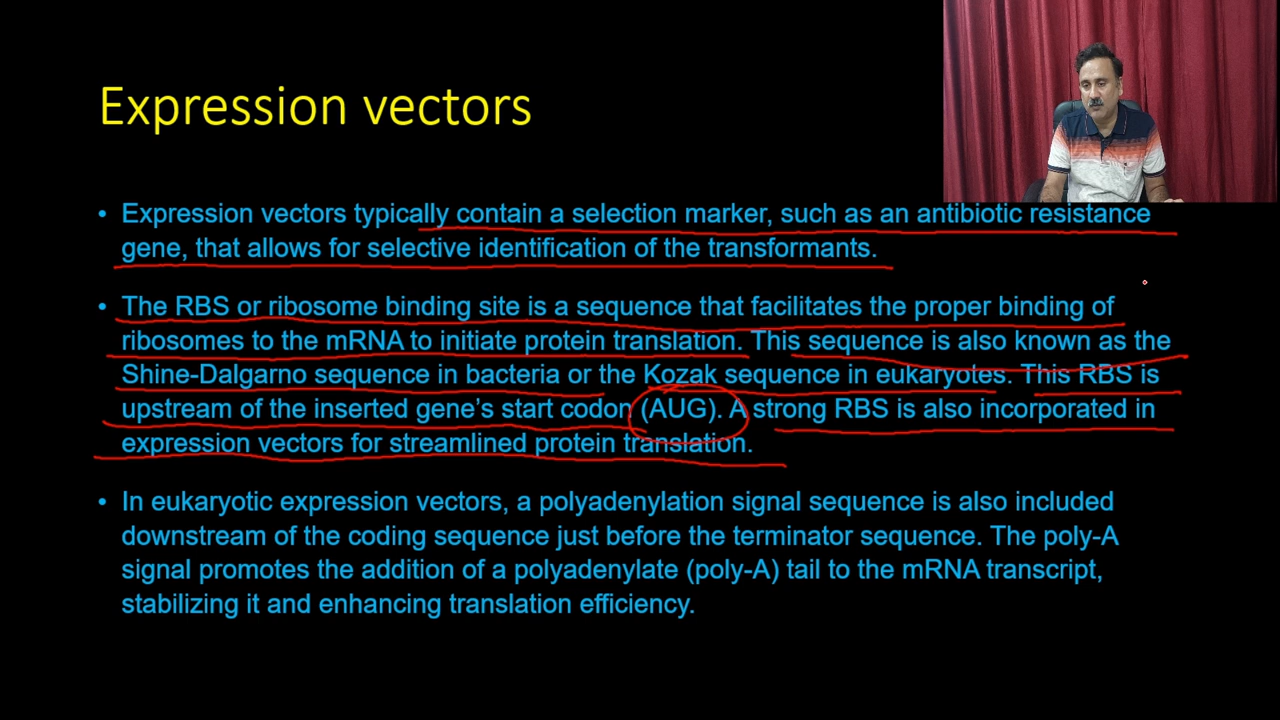 Expression vectors
• Expression vectors typically contain a selection marker, such as an antibiotic resistance
gene, that allows for selective identification of the transformants.
• The RBS or ribosome binding site is a sequence that facilitates the proper binding of
ribosomes to the mRNA to initiate protein translation. This sequence is also known as the
Shine-Dalgarno sequence in bacteria or the Kozak sequence in eukaryotes. This RBS is
upstream of the inserted gene’s start codon (AUG). A strong RBS is also incorporated in
expression vectors for streamlined protein translation.
• In eukaryotic expression vectors, a polyadenylation signal sequence is also included
downstream of the coding sequence just before the terminator sequence. The poly-A
signal promotes the addition of a polyadenylate (poly-A) tail to the mRNA transcript,
stabilizing it and enhancing translation efficiency.